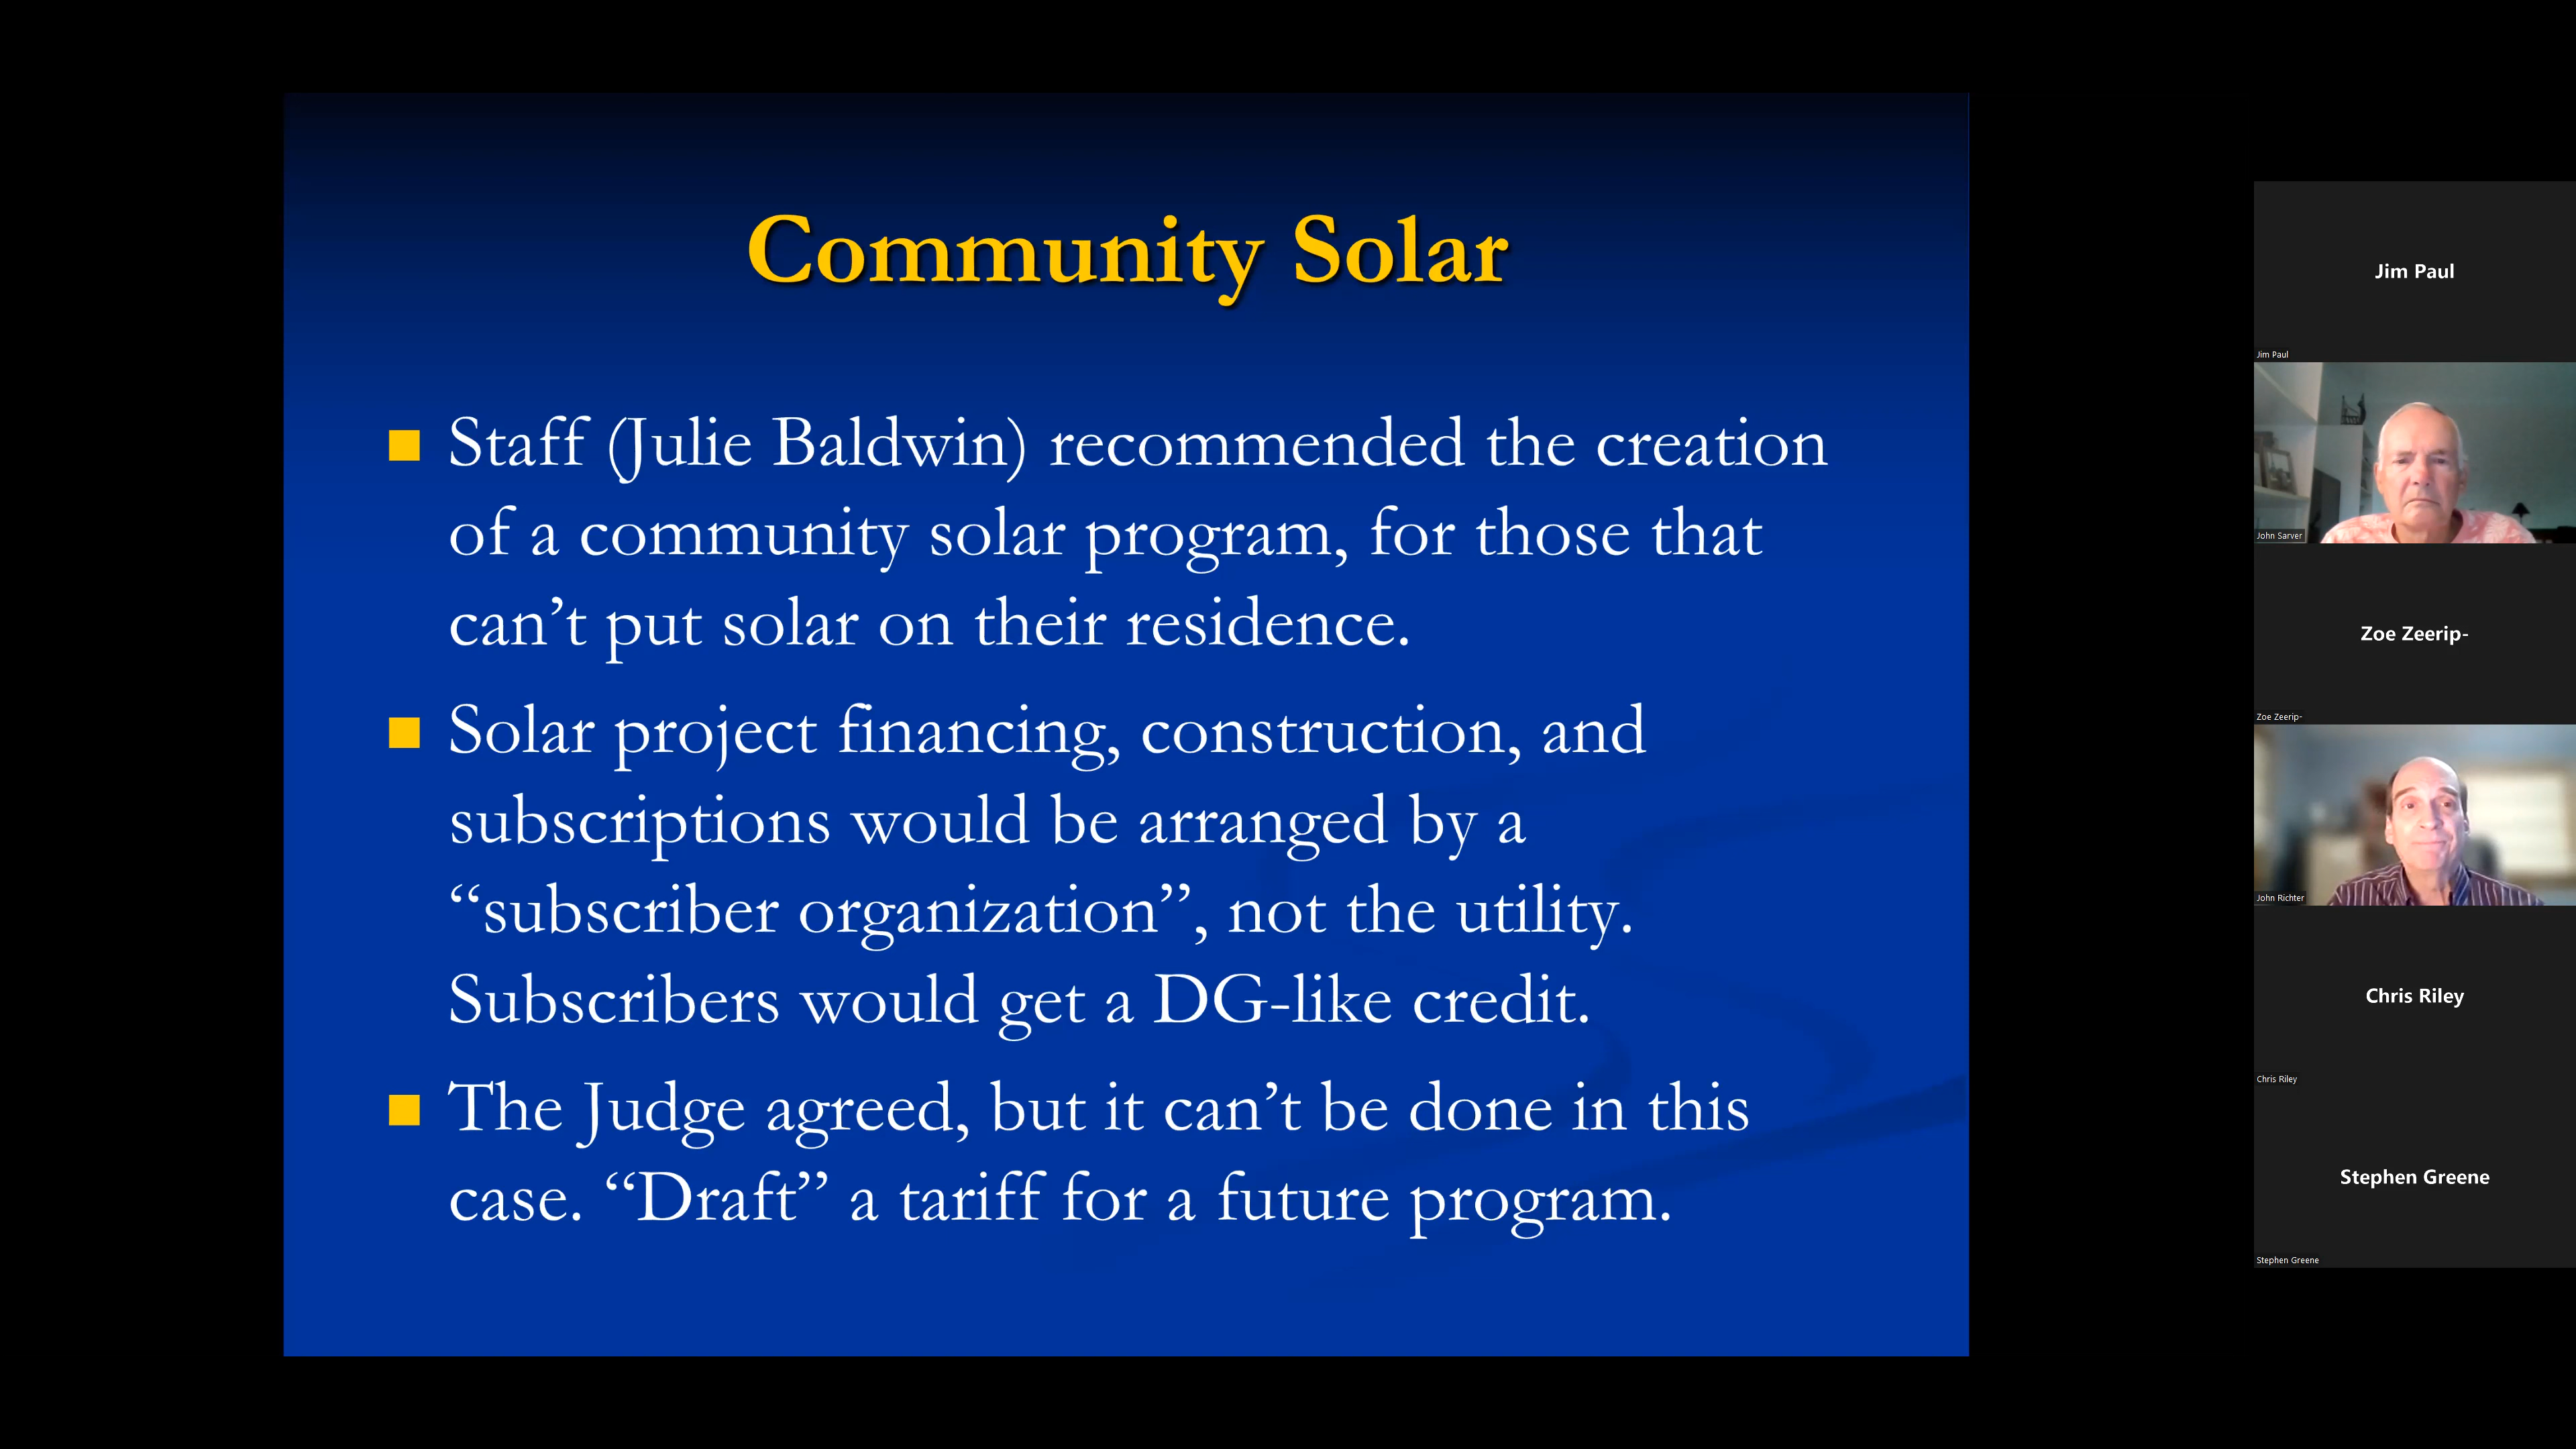 Community Solar
Staff (Julie Baldwin) recommended the creation
of a community solar program, for those that
can’t put solar on their residence.
Solar project financing, construction, and
subscriptions would be arranged by a
“subscriber organization”, not the utility.
Subscribers would get a DG-like credit.
The Judge agreed, but it can’t be done in this
case. “Draft” a tariff for a future program.
Jim Paul
Jim Paul
John Sarver
Zoe Zeerip-
Zoe Zeerip-
John Richter
Chris Riley
Chris Riley
Stephen Greene
Stephen Greene